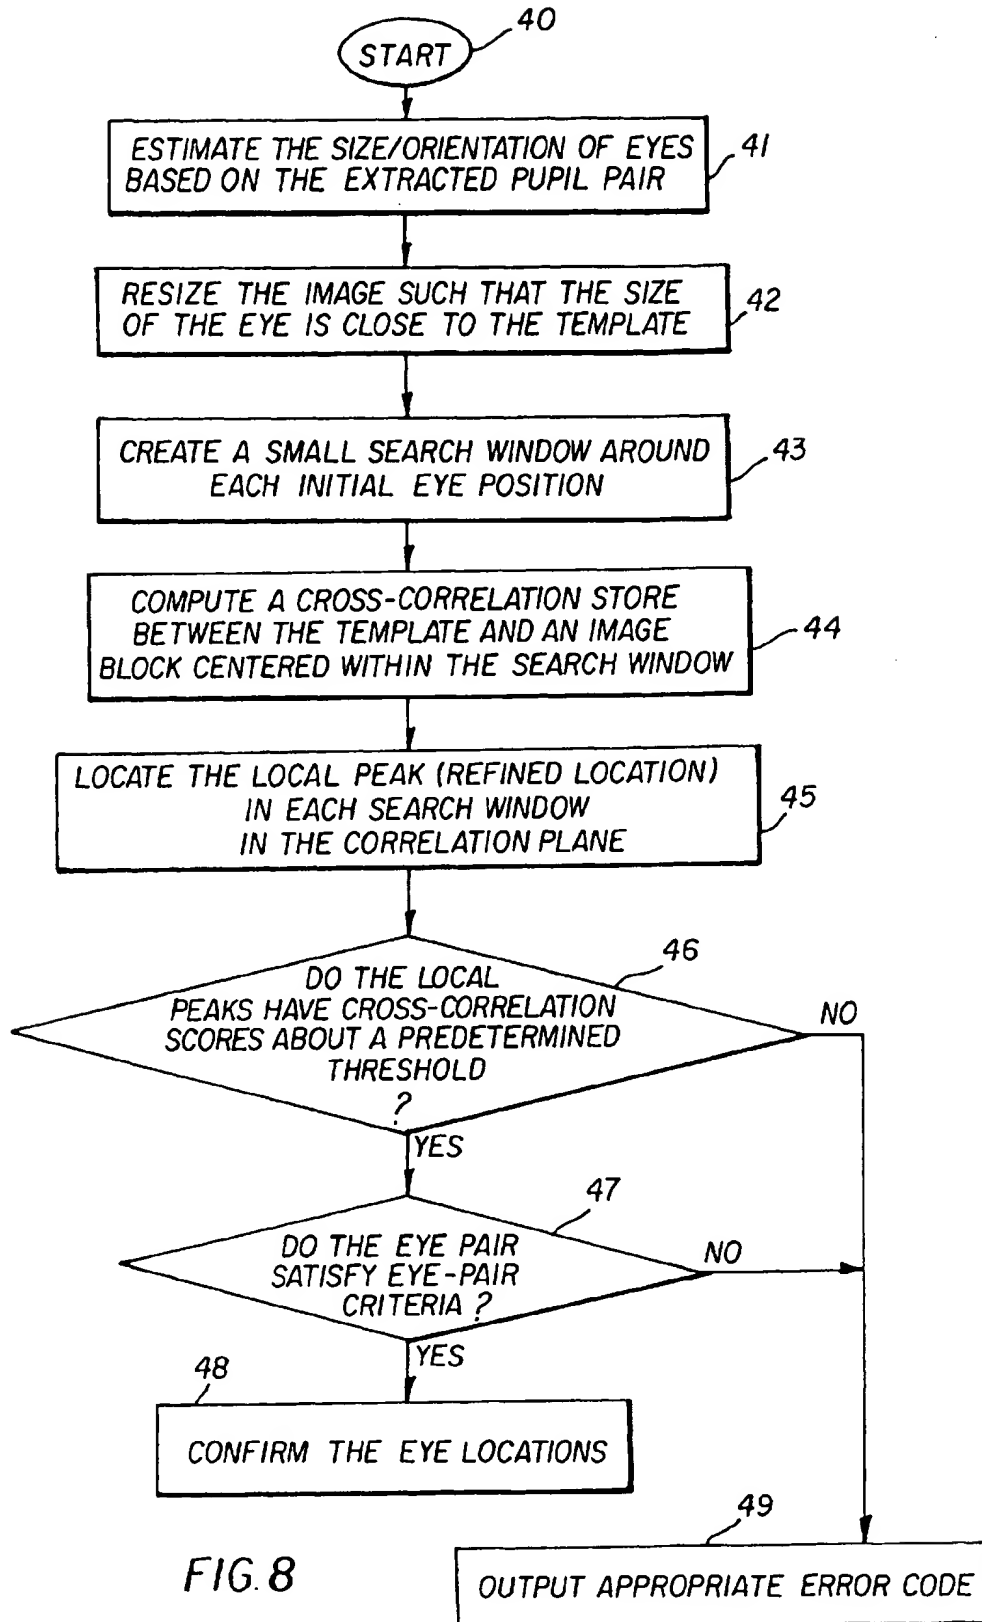 START
40
ESTIMATE THE SIZE/ORIENTATION OF EYES
BASED ON THE EXTRACTED PUPIL PAIR
41
RESIZE THE IMAGE SUCH THAT THE SIZE
OF THE EYE IS CLOSE TO THE TEMPLATE
42
CREATE A SMALL SEARCH WINDOW AROUND
EACH INITIAL EYE POSITION
43
COMPUTE A CROSS-CORRELATION STORE
BETWEEN THE TEMPLATE AND AN IMAGE
BLOCK CENTERED WITHIN THE SEARCH WINDOW
44
LOCATE THE LOCAL PEAK (REFINED LOCATION)
IN EACH SEARCH WINDOW
IN THE CORRELATION PLANE
45
46
DO THE LOCAL
PEAKS HAVE CROSS-CORRELATION
SCORES ABOUT A PREDETERMINED
THRESHOLD
?
NO
YES
47
DO THE EYE PAIR
SATISFY EYE-PAIR
CRITERIA ?
NO
YES
48
CONFIRM THE EYE LOCATIONS
49
OUTPUT APPROPRIATE ERROR CODE
FIG. 8